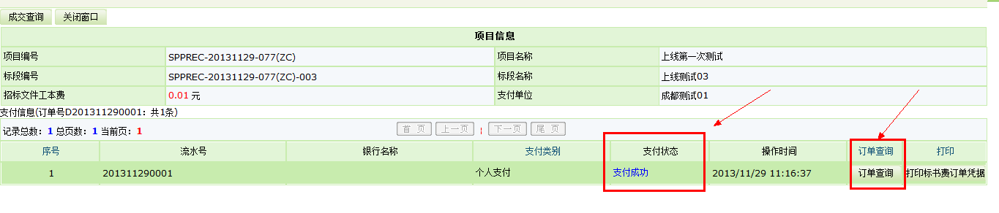 成交查询 关闭窗口
项目信息
项目编号 SPPREC-20131129-077(ZC) 项目名称 上线第一次测试
标段编号 SPPREC-20131129-077(ZC)-003 标段名称 上线测试03
招标文件工本费 0.01 元 支付单位 成都测试01
支付信息(订单号D201311290001：共1条)
记录总数：1 总页数：1 当前页：1 首 页 上一页 ¦ 下一页 尾 页
序号 流水号 银行名称 支付类别 支付状态 操作时间 订单查询 打印
1 201311290001 个人支付 支付成功 2013/11/29 11:16:37 订单查询 打印标书费订单凭据